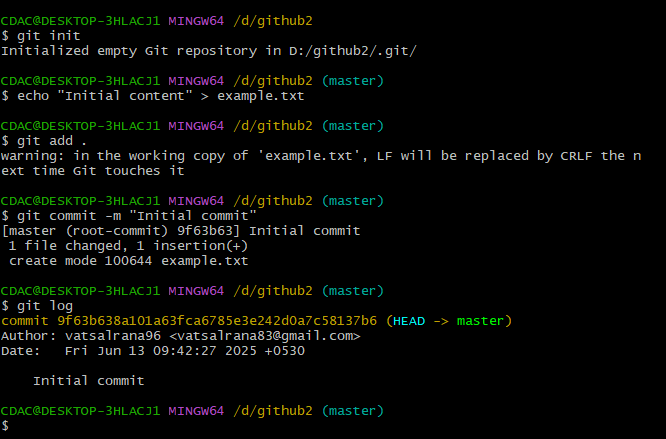 CDAC@DESKTOP-3HLACJ1 MINGW64 /d/github2
$ git init
Initialized empty Git repository in D:/github2/.git/
CDAC@DESKTOP-3HLACJ1 MINGW64 /d/github2 (master)
$ echo "Initial content" > example.txt
CDAC@DESKTOP-3HLACJ1 MINGW64 /d/github2 (master)
$ git add .
warning: in the working copy of 'example.txt', LF will be replaced by CRLF the n
ext time Git touches it
CDAC@DESKTOP-3HLACJ1 MINGW64 /d/github2 (master)
$ git commit -m "Initial commit"
[master (root-commit) 9f63b63] Initial commit
 1 file changed, 1 insertion(+)
 create mode 100644 example.txt
CDAC@DESKTOP-3HLACJ1 MINGW64 /d/github2 (master)
$ git log
commit 9f63b638a101a63fca6785e3e242d0a7c58137b6 (HEAD -> master)
Author: vatsalrana96 <vatsalrana83@gmail.com>
Date:   Fri Jun 13 09:42:27 2025 +0530
    Initial commit
CDAC@DESKTOP-3HLACJ1 MINGW64 /d/github2 (master)
$